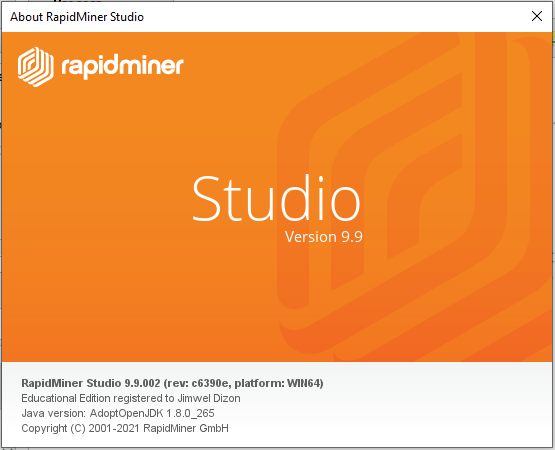 About RapidMiner Studio
rapidminer
Studio
Version 9.9
RapidMiner Studio 9.9.002 (rev: c6390e, platform: WIN64)
Educational Edition registered to Jimwel Dizon
Java version: AdoptOpenJDK 1.8.0_265
Copyright (C) 2001-2021 RapidMiner GmbH